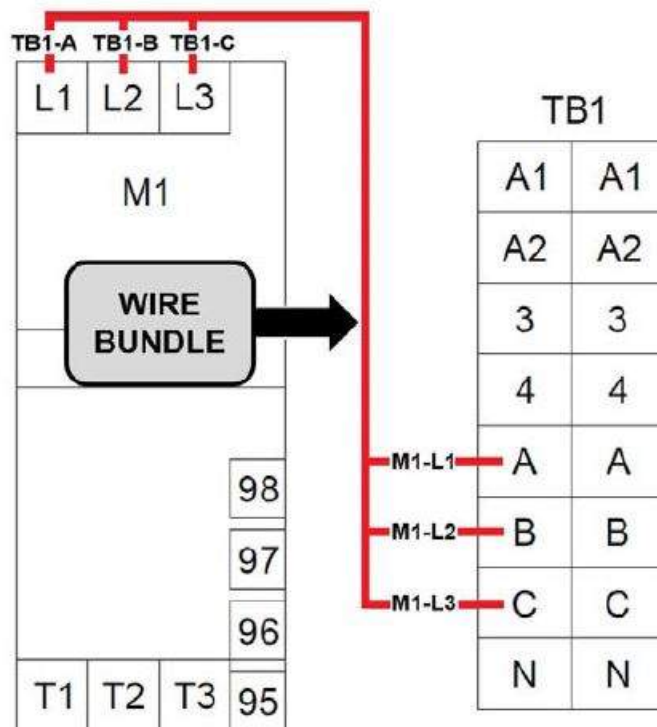 TB1-A TB1-B TB1-C
L1 L2 L3
M1
WIRE
BUNDLE
98
97
96
T1 T2 T3 95
TB1
A1 A1
A2 A2
3 3
4 4
M1-L1 A A
M1-L2 B B
M1-L3 C C
N N